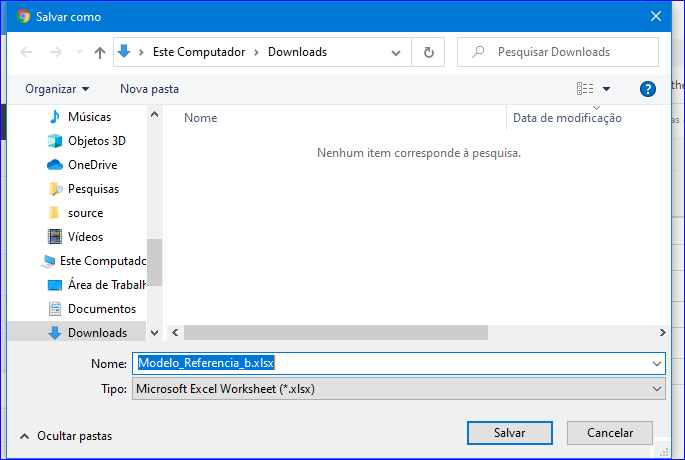 Salvar como
Este Computador > Downloads
Pesquisar Downloads
Organizar
Nova pasta
Músicas
Objetos 3D
OneDrive
Pesquisas
source
Vídeos
Este Computado
Área de Trabalh
Documentos
Downloads
Nome
Data de modificação
Nenhum item corresponde à pesquisa.
Nome: Modelo_Referencia_b.xlsx
Tipo: Microsoft Excel Worksheet (*.xlsx)
Ocultar pastas
Salvar
Cancelar